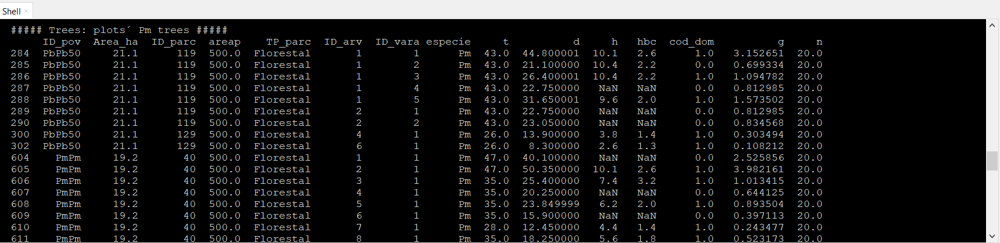 Shell ×
##### Trees: plots´ Pm trees #####
ID_pov Area_ha ID_parc areap TP_parc ID_arv ID_vara especie t d h hbc cod_dom g n
284 PbPb50 21.1 119 500.0 Florestal 1 1 Pm 43.0 44.800001 10.1 2.6 1.0 3.152651 20.0
285 PbPb50 21.1 119 500.0 Florestal 1 2 Pm 43.0 21.100000 10.4 2.2 0.0 0.699334 20.0
286 PbPb50 21.1 119 500.0 Florestal 1 3 Pm 43.0 26.400001 10.4 2.2 1.0 1.094782 20.0
287 PbPb50 21.1 119 500.0 Florestal 1 4 Pm 43.0 22.750000 NaN NaN 0.0 0.812985 20.0
288 PbPb50 21.1 119 500.0 Florestal 1 5 Pm 43.0 31.650001 9.6 2.0 1.0 1.573502 20.0
289 PbPb50 21.1 119 500.0 Florestal 2 1 Pm 43.0 22.750000 NaN NaN 0.0 0.812985 20.0
290 PbPb50 21.1 119 500.0 Florestal 2 2 Pm 43.0 23.050000 NaN NaN 0.0 0.834568 20.0
300 PbPb50 21.1 129 500.0 Florestal 4 1 Pm 26.0 13.900000 3.8 1.4 1.0 0.303494 20.0
302 PbPb50 21.1 129 500.0 Florestal 6 1 Pm 26.0 8.300000 2.6 1.3 1.0 0.108212 20.0
604 PmPm 19.2 40 500.0 Florestal 1 1 Pm 47.0 40.100000 NaN NaN 0.0 2.525856 20.0
605 PmPm 19.2 40 500.0 Florestal 2 1 Pm 47.0 50.350000 10.1 2.6 1.0 3.982161 20.0
606 PmPm 19.2 40 500.0 Florestal 3 1 Pm 35.0 25.400000 7.4 3.2 1.0 1.013415 20.0
607 PmPm 19.2 40 500.0 Florestal 4 1 Pm 35.0 20.250000 NaN NaN 0.0 0.644125 20.0
608 PmPm 19.2 40 500.0 Florestal 5 1 Pm 35.0 23.849999 6.2 2.0 1.0 0.893504 20.0
609 PmPm 19.2 40 500.0 Florestal 6 1 Pm 35.0 15.900000 NaN NaN 0.0 0.397113 20.0
610 PmPm 19.2 40 500.0 Florestal 7 1 Pm 28.0 12.450000 4.4 1.4 1.0 0.243477 20.0
611 PmPm 19.2 40 500.0 Florestal 8 1 Pm 35.0 18.250000 5.6 1.8 1.0 0.523173 20.0